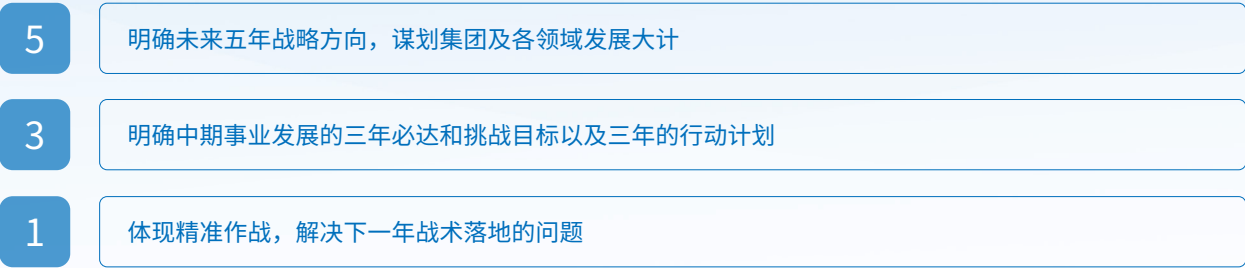 5
明确未来五年战略方向，谋划集团及各领域发展大计
3
明确中期事业发展的三年必达和挑战目标以及三年的行动计划
1
体现精准作战，解决下一年战术落地的问题